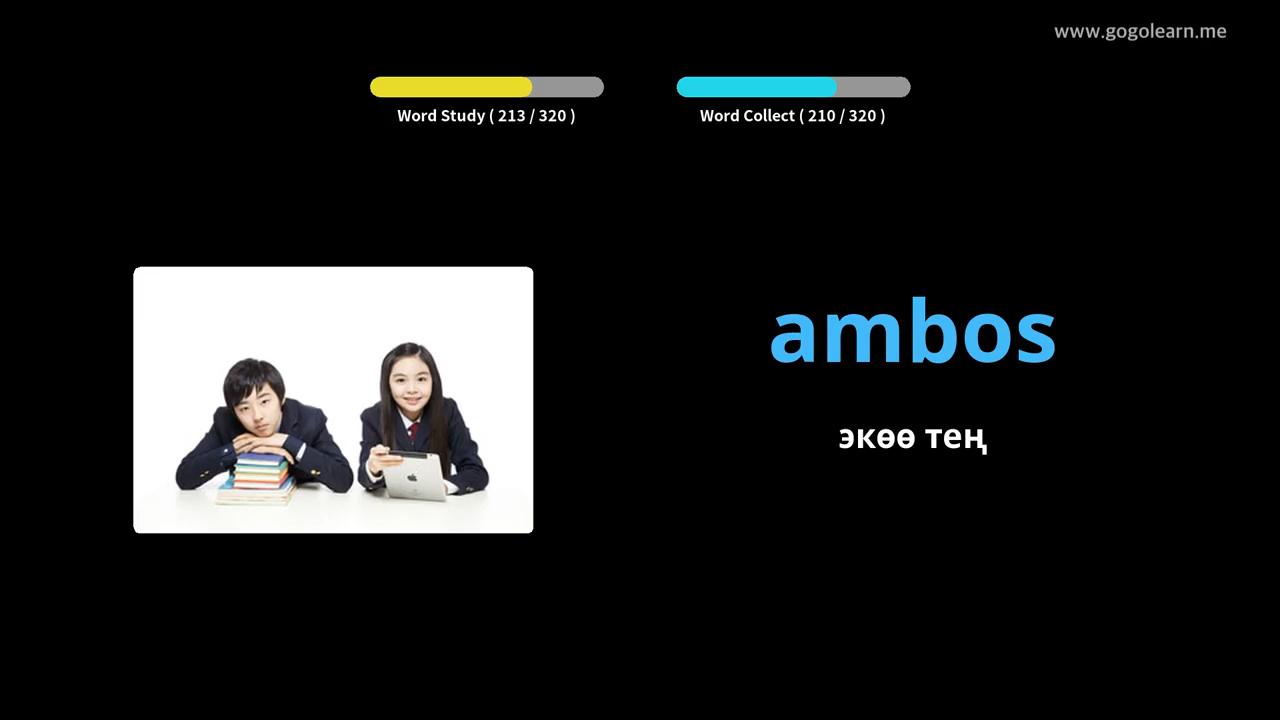 www.gogolearn.me
Word Study ( 213 / 320 )
Word Collect ( 210 / 320 )
ambos
экөө тең